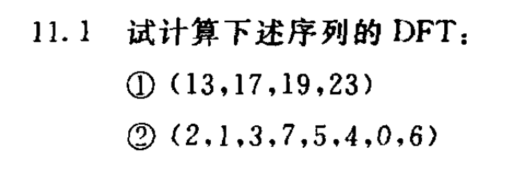 11.1 试计算下述序列的 DFT：
① (13,17,19,23)
② (2,1,3,7,5,4,0,6)